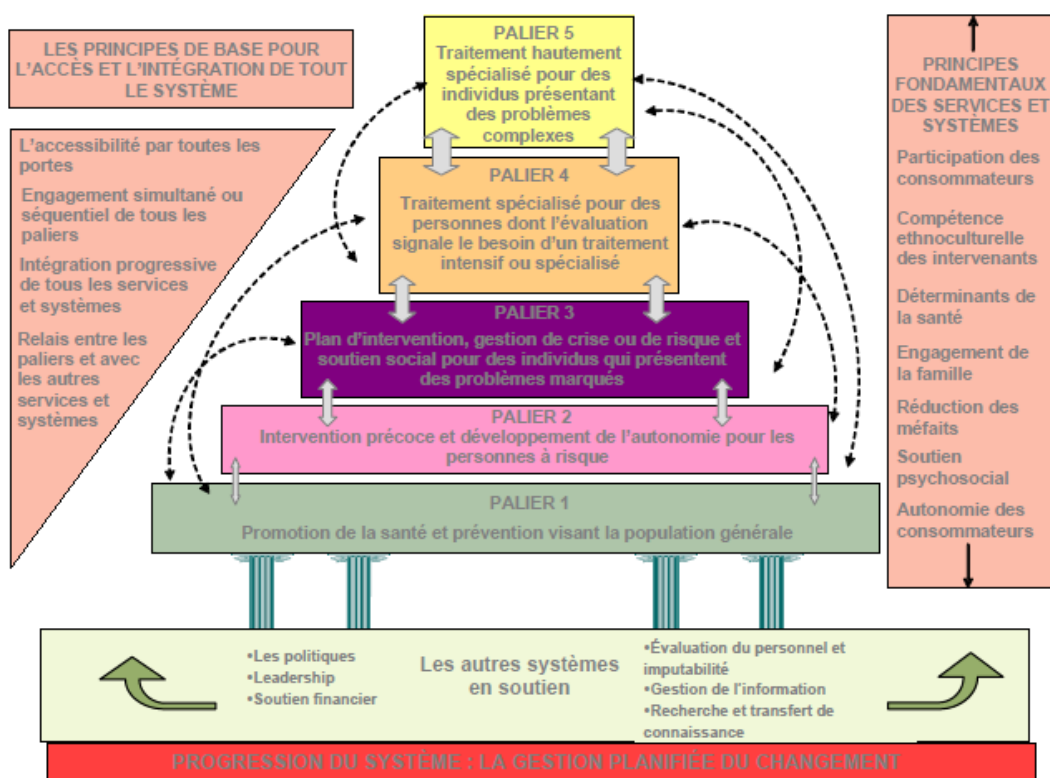 LES PRINCIPES DE BASE POUR
L'ACCÈS ET L'INTÉGRATION DE TOUT
LE SYSTÈME
L'accessibilité par toutes les
portes
Engagement simultané ou
séquentiel de tous les
paliers
Intégration progressive
de tous les services
et systèmes
Relais entre les
paliers et avec
les autres
services et
systèmes
PALIER 5
Traitement hautement
spécialisé pour des
individus présentant
des problèmes
complexes
PALIER 4
Traitement spécialisé pour des
personnes dont l'évaluation
signale le besoin d'un traitement
intensif ou spécialisé
PALIER 3
Plan d'intervention, gestion de crise ou de risque et
soutien social pour des individus qui présentent
des problèmes marqués
PALIER 2
Intervention précoce et développement de l'autonomie pour les
personnes à risque
PALIER 1
Promotion de la santé et prévention visant la population générale
PRINCIPES
FONDAMENTAUX
DES SERVICES ET
SYSTÈMES
Participation des
consommateurs
Compétence
ethnoculturelle
des intervenants
Déterminants de
la santé
Engagement de
la famille
Réduction des
méfaits
Soutien
psychosocial
Autonomie des
consommateurs
•Les politiques
•Leadership
•Soutien financier
Les autres systèmes
en soutien
•Évaluation du personnel et
imputabilité
•Gestion de l'information
•Recherche et transfert de
connaissance
PROGRESSION DU SYSTÈME : LA GESTION PLANIFIÉE DU CHANGEMENT